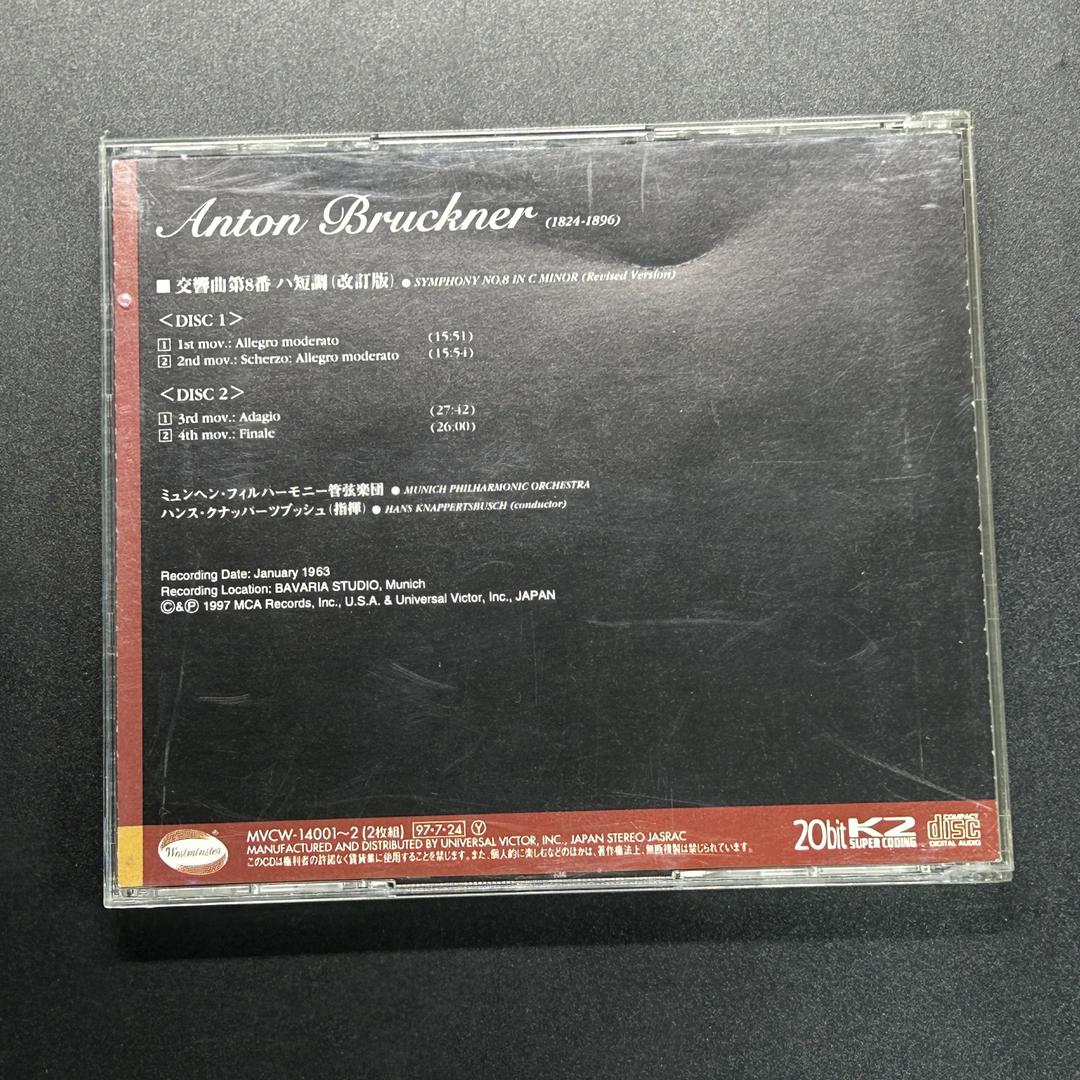 Anton Bruckner (1824-1896)
■ 交響曲第8番 ハ短調(改訂版) ● SYMPHONY NO.8 IN C MINOR (Revised Version)
<DISC 1>
1 1st mov.: Allegro moderato (15:51)
2 2nd mov.: Scherzo: Allegro moderato (15:54)
<DISC 2>
1 3rd mov.: Adagio (27:42)
2 4th mov.: Finale (26:00)
ミュンヘン・フィルハーモニー管弦楽団 ● MUNICH PHILHARMONIC ORCHESTRA
ハンス・クナッパーツブッシュ(指揮) ● HANS KNAPPERTSBUSCH (conductor)
Recording Date: January 1963
Recording Location: BAVARIA STUDIO, Munich
©&Ⓟ 1997 MCA Records, Inc., U.S.A. & Universal Victor, Inc., JAPAN
Westminster
MVCW-14001~2 (2枚組) 97・7・24 Ⓨ
MANUFACTURED AND DISTRIBUTED BY UNIVERSAL VICTOR, INC., JAPAN STEREO JASRAC
このCDは権利者の許諾なく賃貸業に使用することを禁じます。また、個人的に楽しむなどのほかは、著作権法上、無断複製は禁じられています。
20bit K2 SUPER CODING
COMPACT disc DIGITAL AUDIO